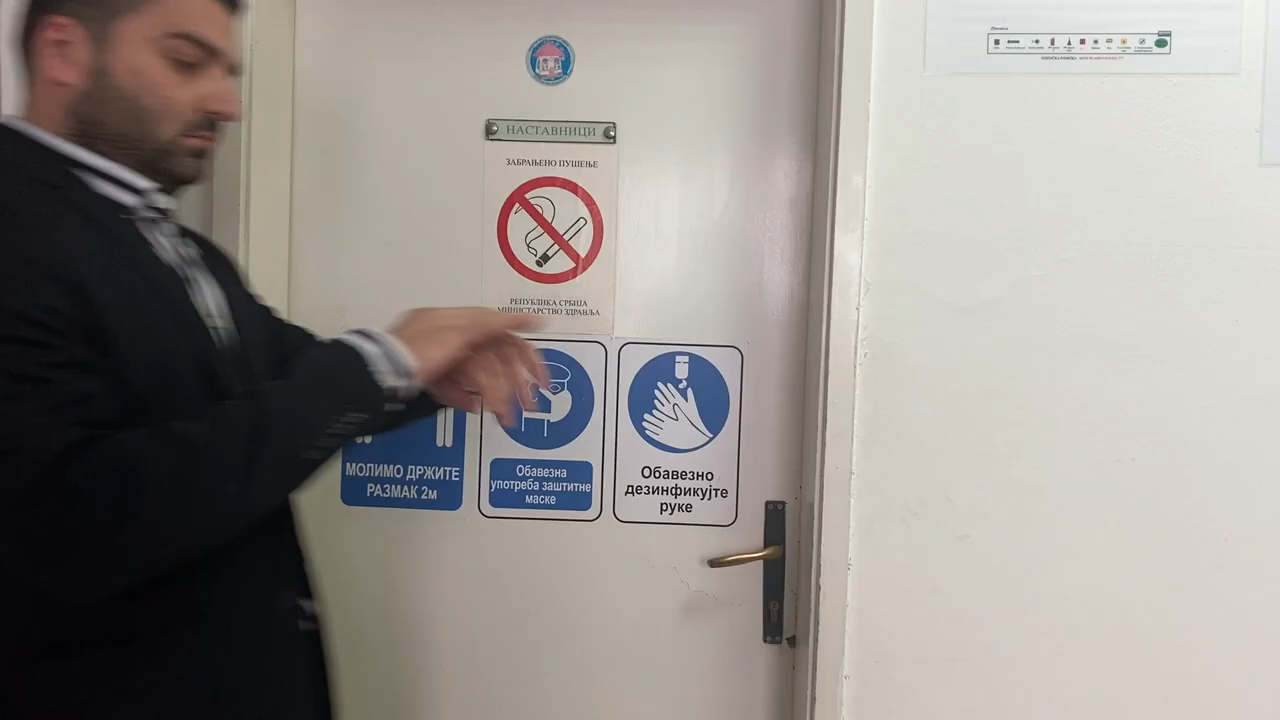 НАСТАВНИЦИ
ЗАБРАЊЕНО ПУШЕЊЕ
РЕПУБЛИКА СРБИЈА
МИНИСТАРСТВО ЗДРАВЉА
МОЛИМО ДРЖИТЕ
РАЗМАК 2м
Обавезна
употреба заштитне
маске
Обавезно
дезинфикујте
руке